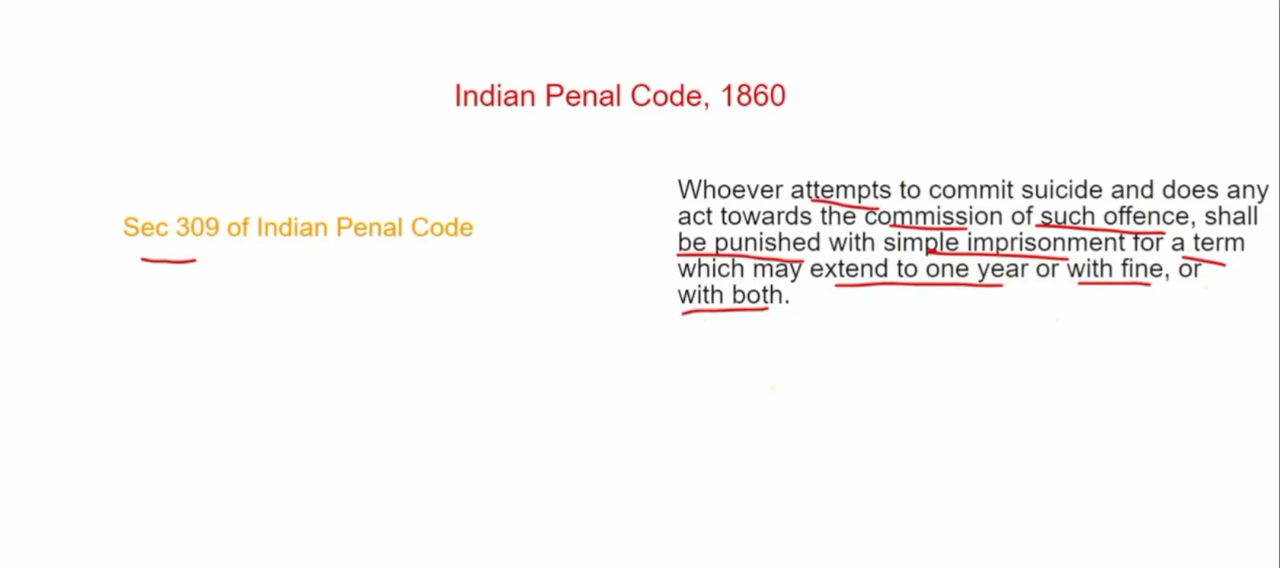 Indian Penal Code, 1860
Sec 309 of Indian Penal Code
Whoever attempts to commit suicide and does any
act towards the commission of such offence, shall
be punished with simple imprisonment for a term
which may extend to one year or with fine, or
with both.